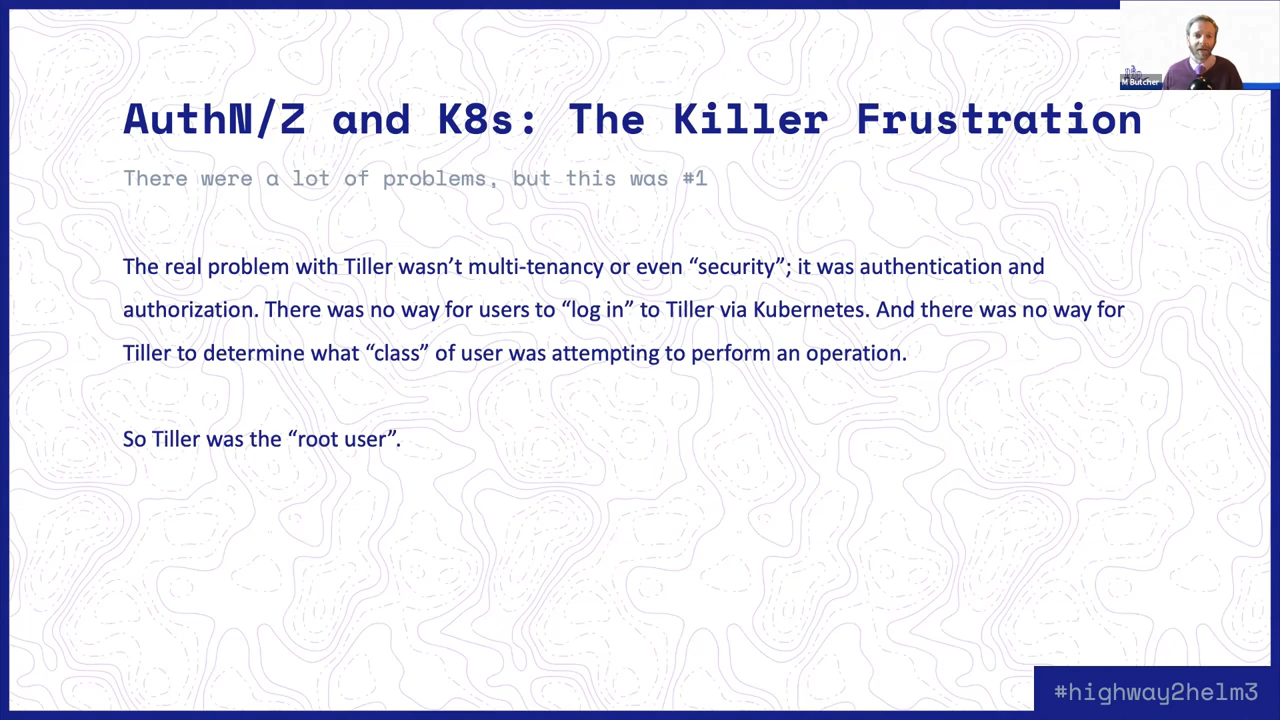 M Butcher
AuthN/Z and K8s: The Killer Frustration
There were a lot of problems, but this was #1
The real problem with Tiller wasn’t multi-tenancy or even “security”; it was authentication and
authorization. There was no way for users to “log in” to Tiller via Kubernetes. And there was no way for
Tiller to determine what “class” of user was attempting to perform an operation.
So Tiller was the “root user”.
#highway2helm3